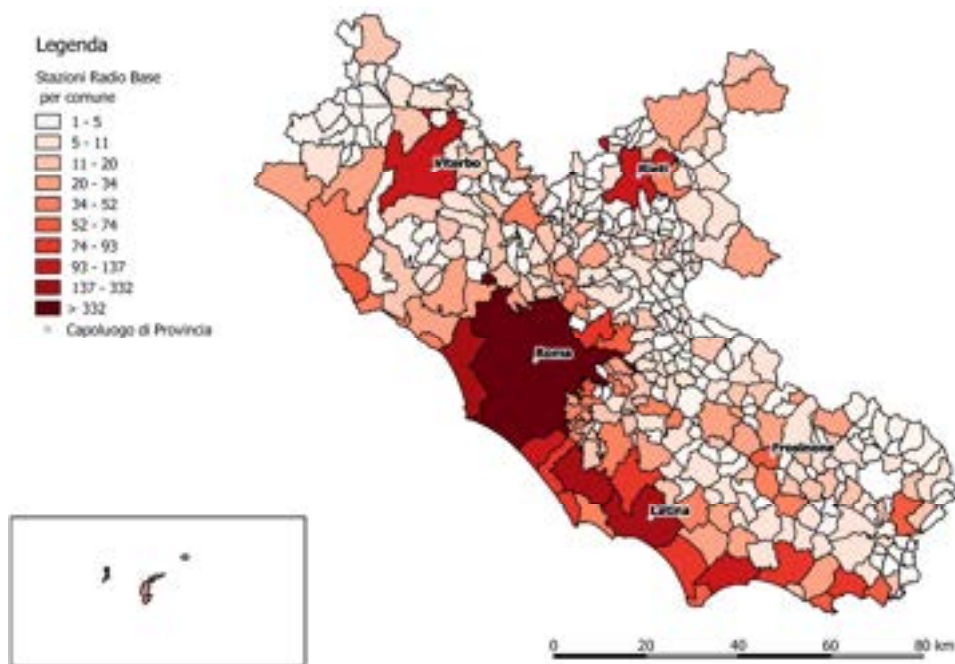 Legenda
Stazioni Radio Base
per comune
1 - 5
5 - 11
11 - 20
20 - 34
34 - 52
52 - 74
74 - 93
93 - 137
137 - 332
> 332
Capoluogo di Provincia
Viterbo
Rieti
Roma
Frosinone
Latina
0 20 40 60 80 km